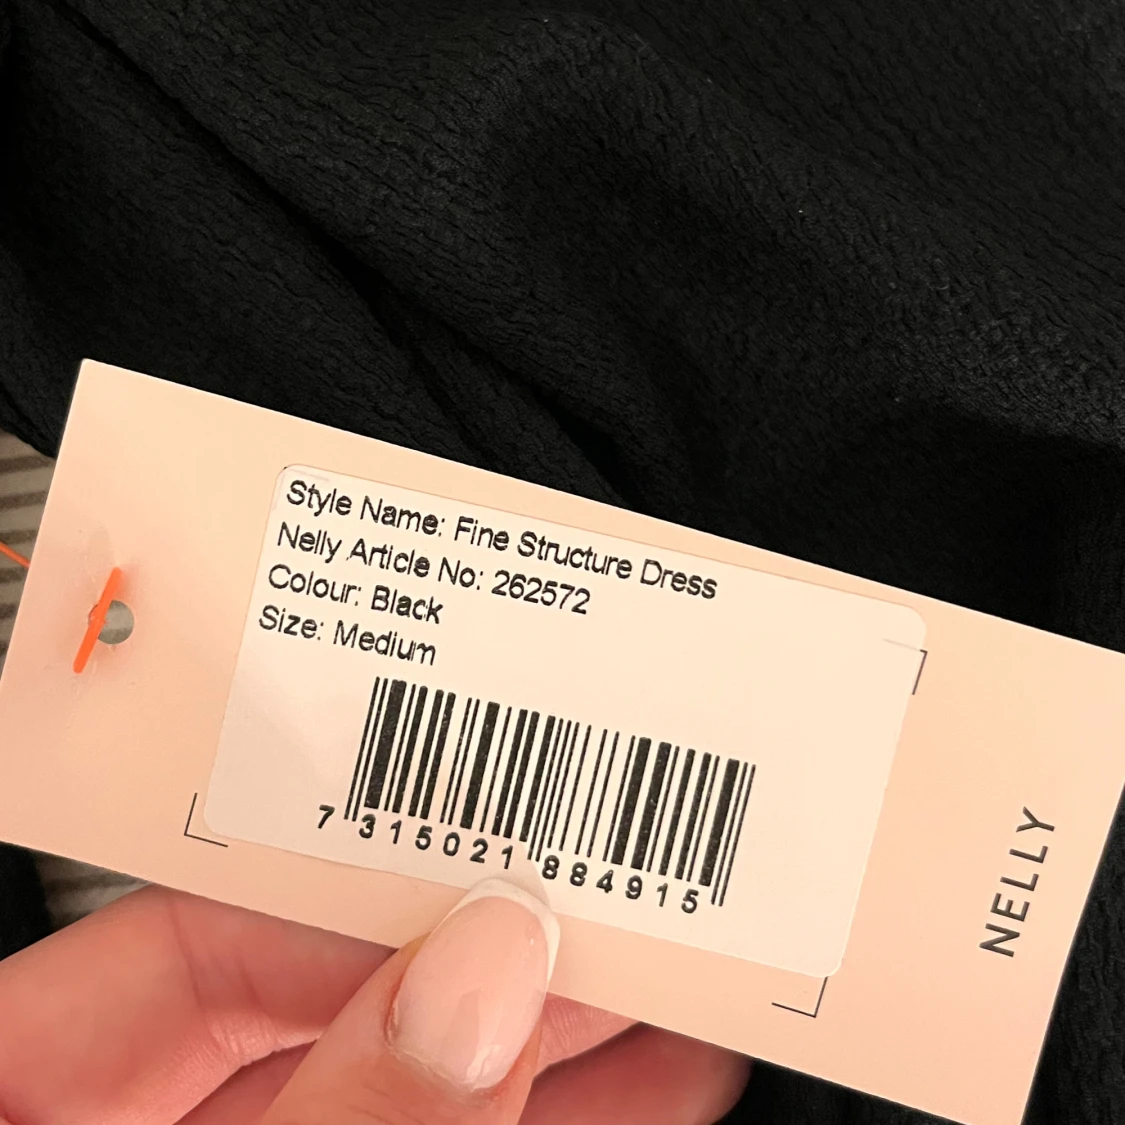 Style Name: Fine Structure Dress
Nelly Article No: 262572
Colour: Black
Size: Medium
7 315021 884915
NELLY